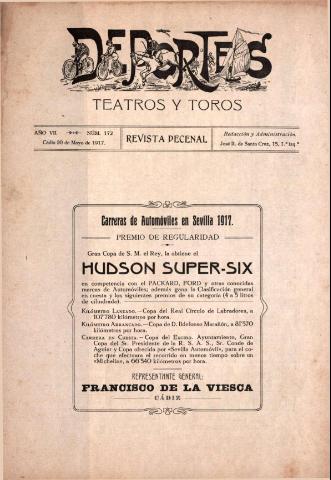 DEPORTES
TEATROS Y TOROS
AÑO VII. NÚM. 172
Cádiz 20 de Mayo de 1917.
REVISTA DECENAL
Redacción y Administración.
José R. de Santa Cruz, 15, 1.º izq.ª
Carreras de Automóviles en Sevilla 1917.
PREMIO DE REGULARIDAD
Gran Copa de S. M. el Rey, la obtiene el
HUDSON SUPER-SIX
en competencia con el PACKARD, FORD y otras conocidas
marcas de Automóviles; además gana la Clasificación general
en cuesta y los siguientes premios de su categoría (4 a 5 litros
de cilindrada).
KILÓMETRO LANZADO.—Copa del Real Círculo de Labradores, a
107'780 kilómetros por hora.
KILÓMETRO ARRANCADO.—Copa de D. Ildefonso Marañón, a 81'570
kilómetros por hora.
CARRERA EN CUESTA.—Copa del Excmo. Ayuntamiento, Gran
Copa del Sr. Presidente de la R. S. A. S., Sr. Conde de
Aguiar y Copa ofrecida por «Sevilla Automóvil», para el co-
che que efectuara el recorrido en menos tiempo sobre un
«Michelin», a 66'540 kilómetros por hora.
REPRESENTANTE GENERAL:
FRANCISCO DE LA VIESCA
CÁDIZ